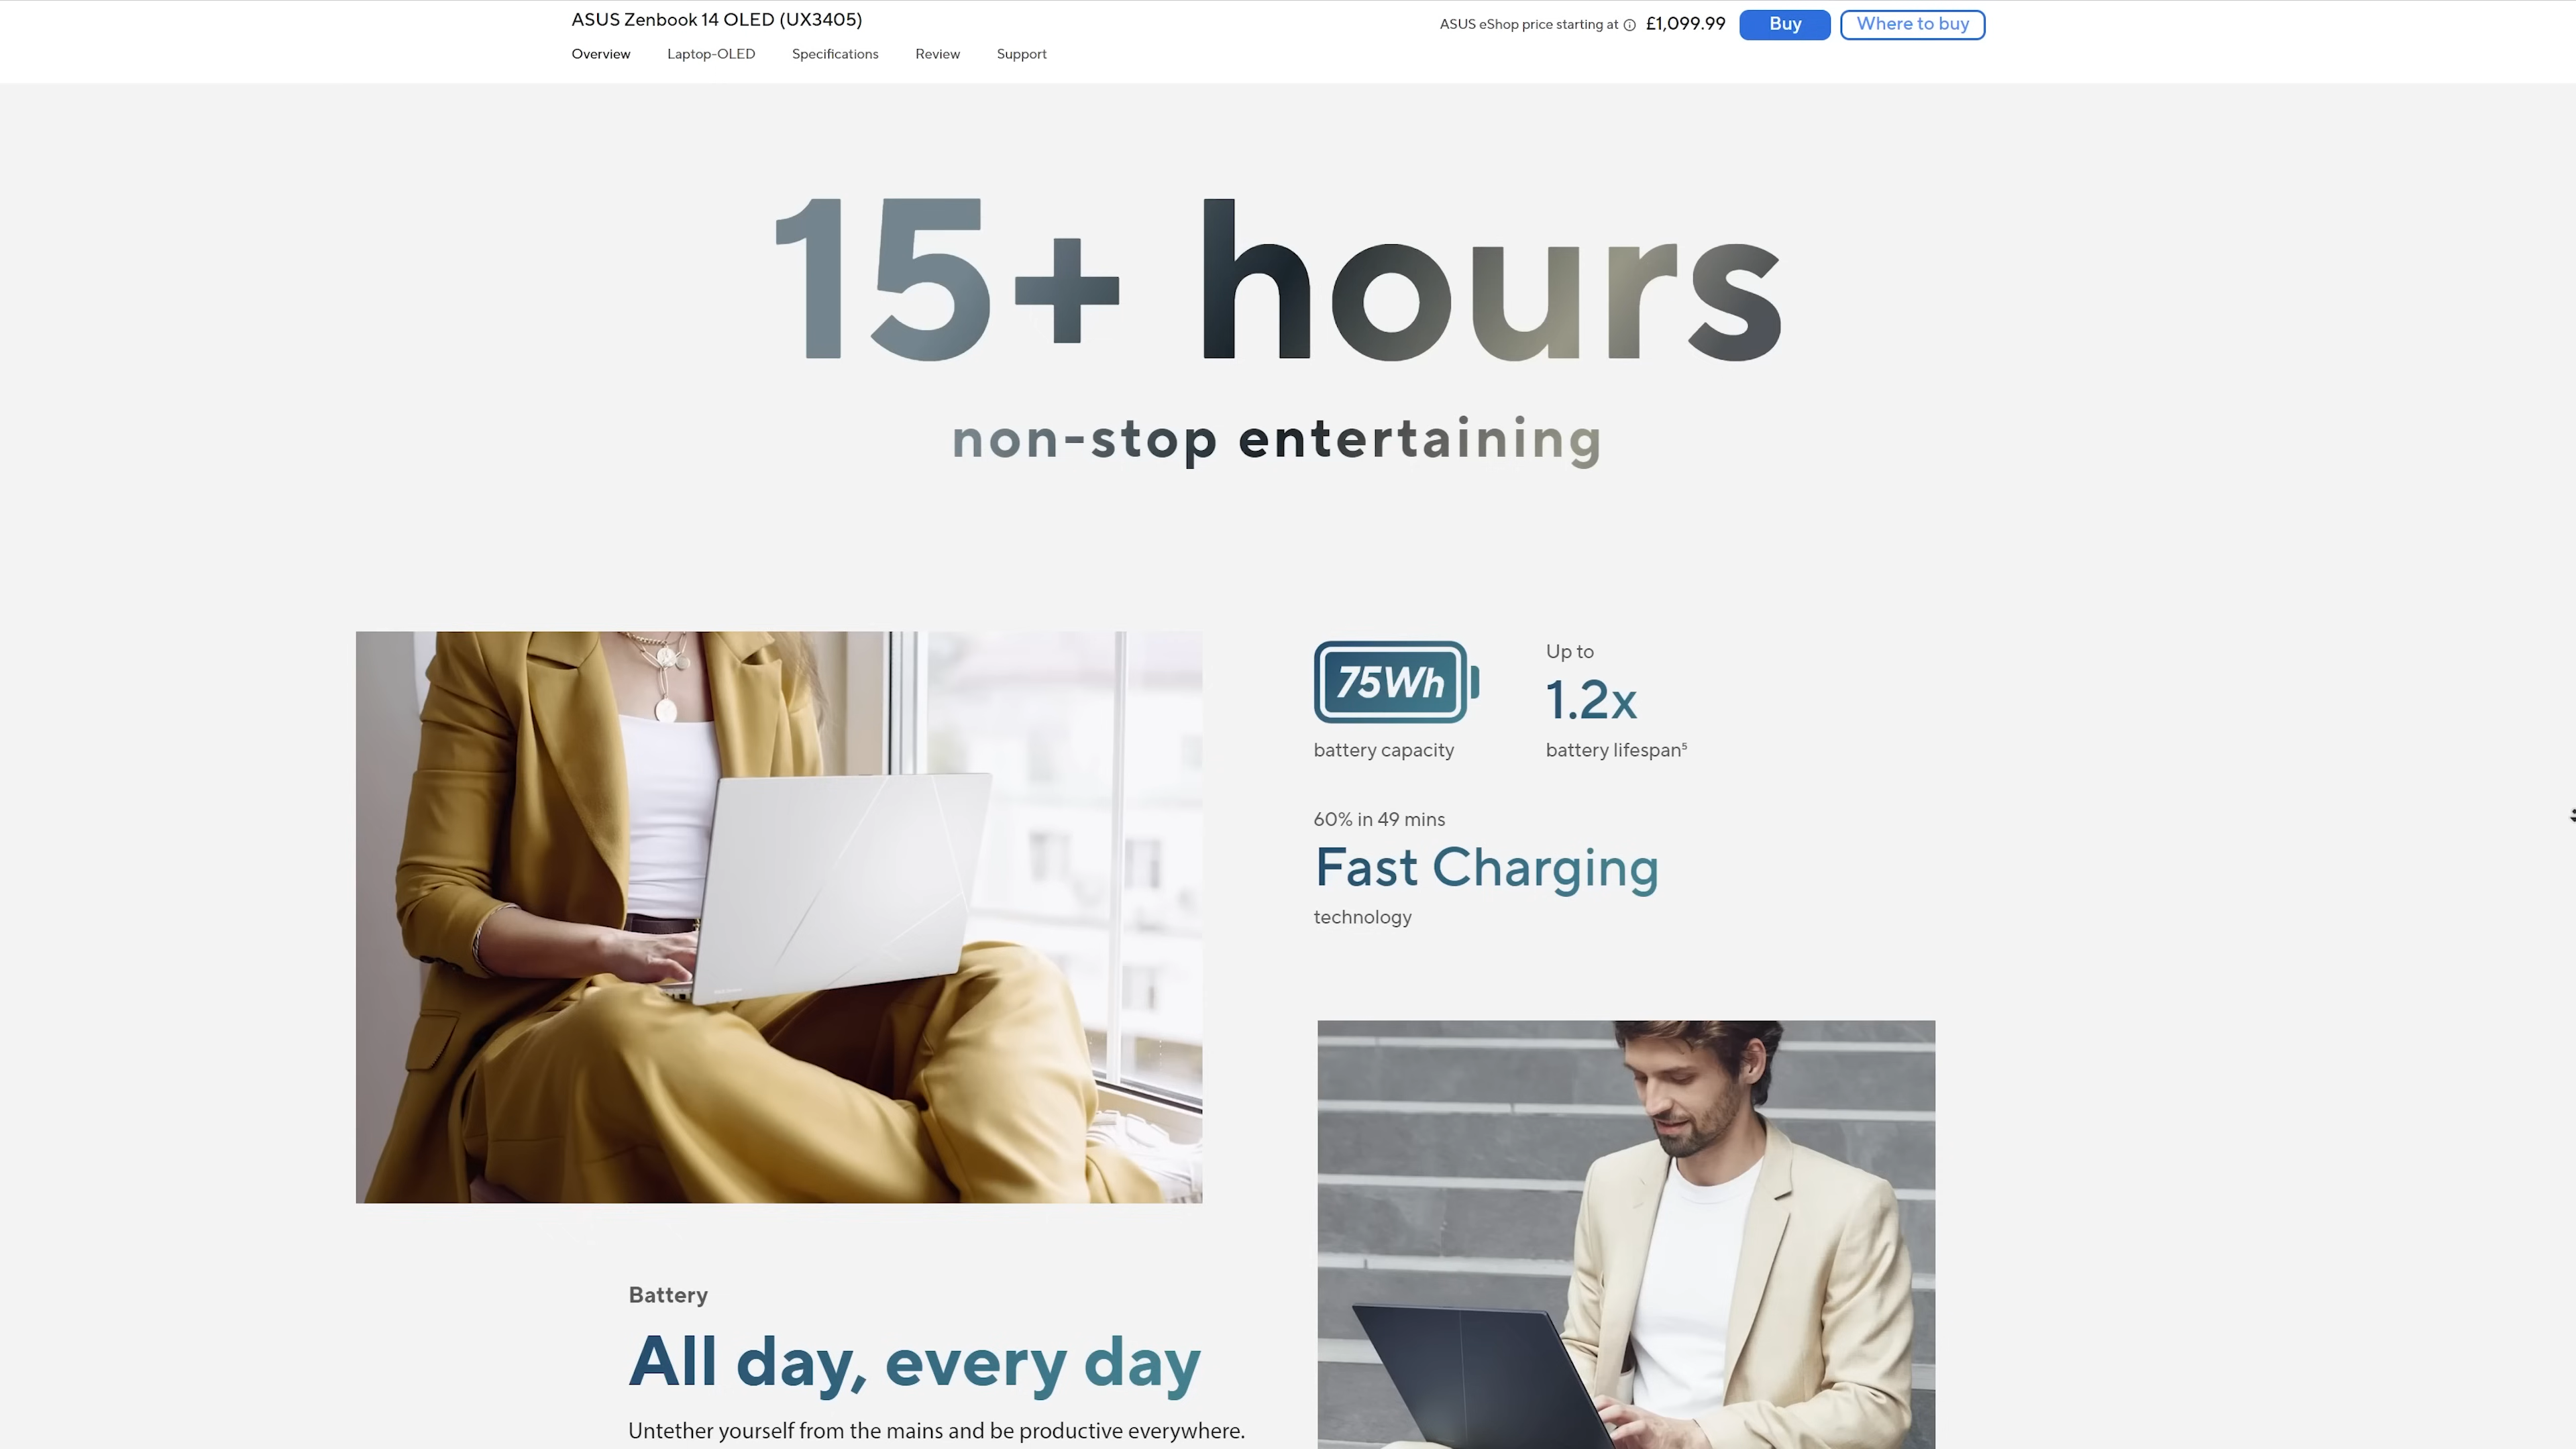 ASUS Zenbook 14 OLED (UX3405)
ASUS eShop price starting at £1,099.99 Buy Where to buy
Overview Laptop-OLED Specifications Review Support
15+ hours
non-stop entertaining
75Wh
battery capacity
Up to
1.2x
battery lifespan⁵
60% in 49 mins
Fast Charging
technology
Battery
All day, every day
Untether yourself from the mains and be productive everywhere.